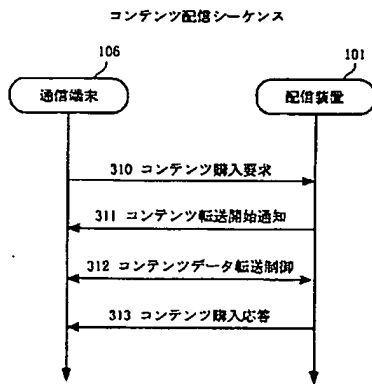 コンテンツ配信シーケンス
106
101
通信端末
配信装置
310 コンテンツ購入要求
311 コンテンツ転送開始通知
312 コンテンツデータ転送制御
313 コンテンツ購入応答